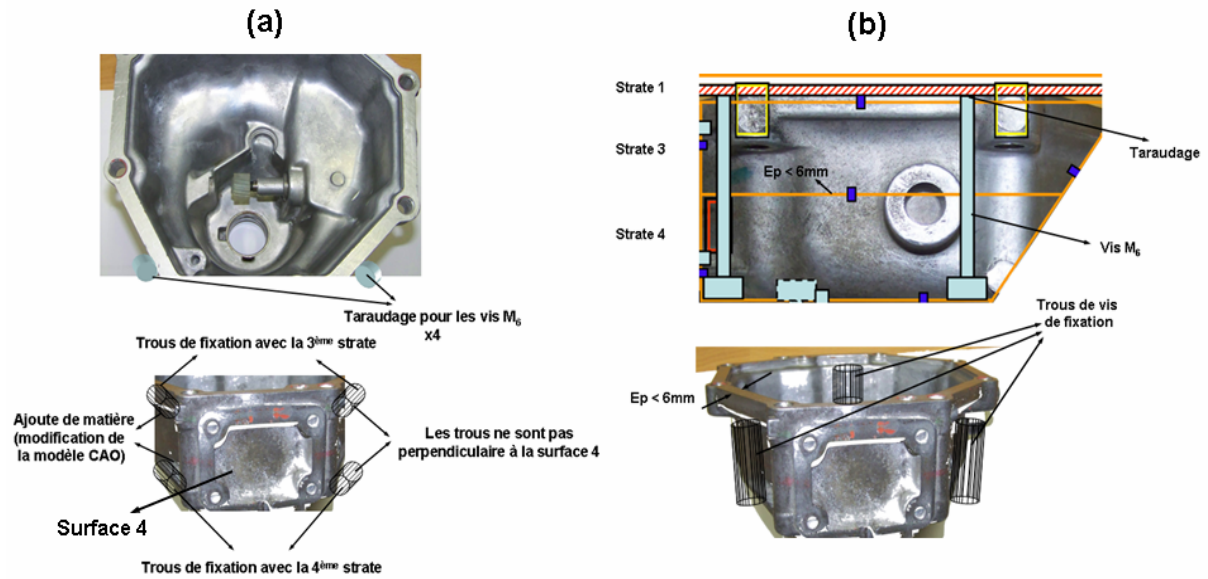 (a)
Taraudage pour les vis M6
x4
Trous de fixation avec la 3ème strate
Ajoute de matière
(modification de
la modèle CAO)
Les trous ne sont pas
perpendiculaire à la surface 4
Surface 4
Trous de fixation avec la 4ème strate
(b)
Strate 1
Taraudage
Strate 3
Ep < 6mm
Strate 4
Vis M6
Trous de vis
de fixation
Ep < 6mm